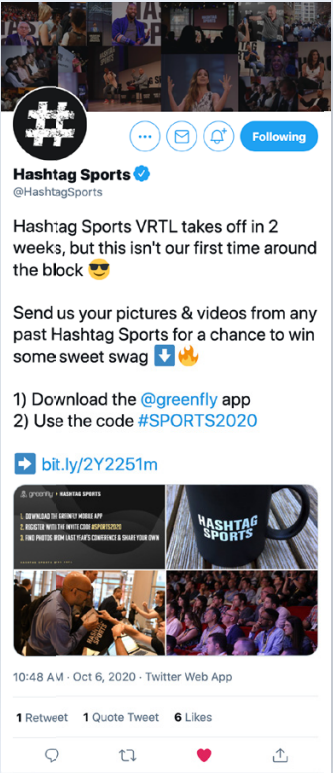 Following
Hashtag Sports
@HashtagSports
Hashtag Sports VRTL takes off in 2
weeks, but this isn't our first time around
the block 😎
Send us your pictures & videos from any
past Hashtag Sports for a chance to win
some sweet swag ⬇️🔥
1) Download the @greenfly app
2) Use the code #SPORTS2020
➡️ bit.ly/2Y2251m
greenfly + HASHTAG SPORTS
1. DOWNLOAD THE GREENFLY MOBILE APP
2. REGISTER WITH THE INVITE CODE #SPORTS2020
3. FIND PHOTOS FROM LAST YEAR'S CONFERENCE & SHARE YOUR OWN
HASHTAG
SPORTS
10:48 AM · Oct 6, 2020 · Twitter Web App
1 Retweet 1 Quote Tweet 6 Likes